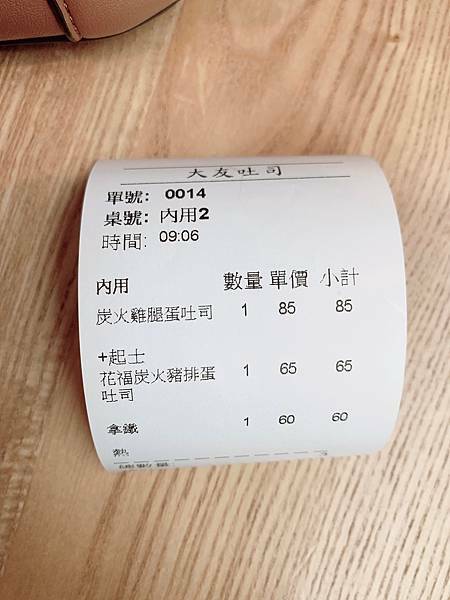 大友吐司
單號: 0014
桌號: 內用2
時間: 09:06
內用 數量 單價 小計
炭火雞腿蛋吐司 1 85 85
+起士
花福炭火豬排蛋 1 65 65
吐司
拿鐵 1 60 60
熱